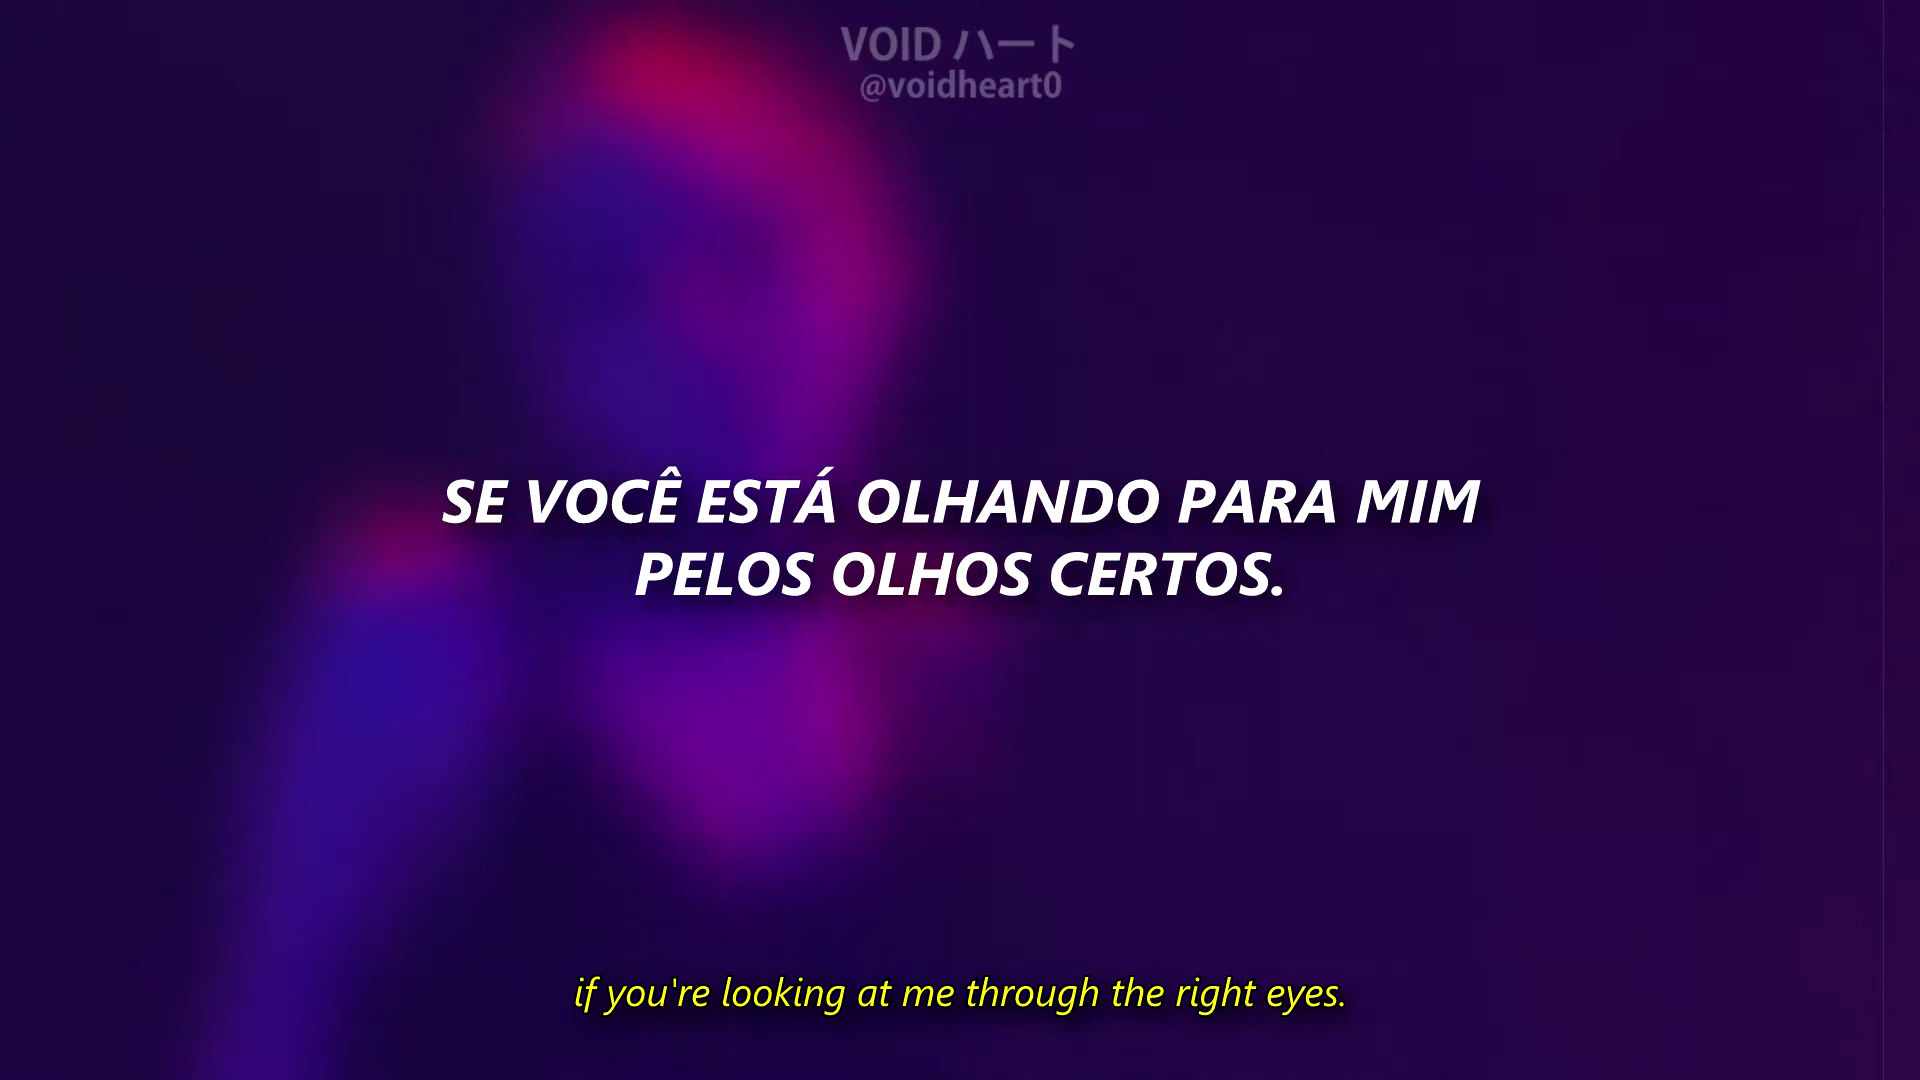 VOID ハート
@voidheart0
SE VOCÊ ESTÁ OLHANDO PARA MIM
PELOS OLHOS CERTOS.
if you're looking at me through the right eyes.